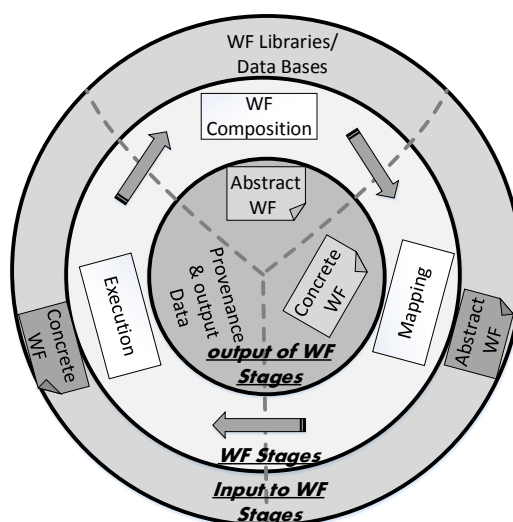 WF Libraries/
Data Bases
WF
Composition
Abstract
WF
Provenance
& output
Data
Concrete
WF
Execution
Mapping
Concrete
WF
Abstract
WF
output of WF
Stages
WF Stages
Input to WF
Stages